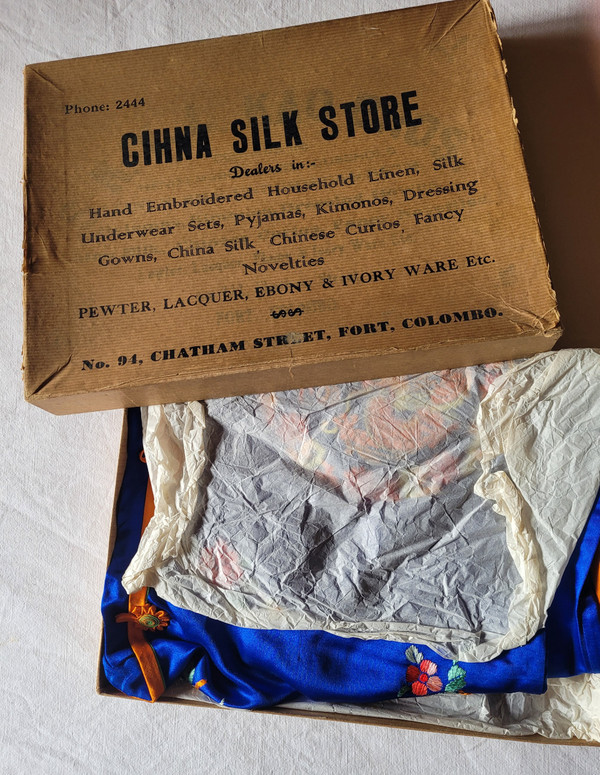 Phone: 2444
CIHNA SILK STORE
Dealers in:-
Hand Embroidered Household Linen, Silk
Underwear Sets, Pyjamas, Kimonos, Dressing
Gowns, China Silk, Chinese Curios, Fancy
Novelties
PEWTER, LACQUER, EBONY & IVORY WARE Etc.
No. 94, CHATHAM STREET, FORT, COLOMBO.